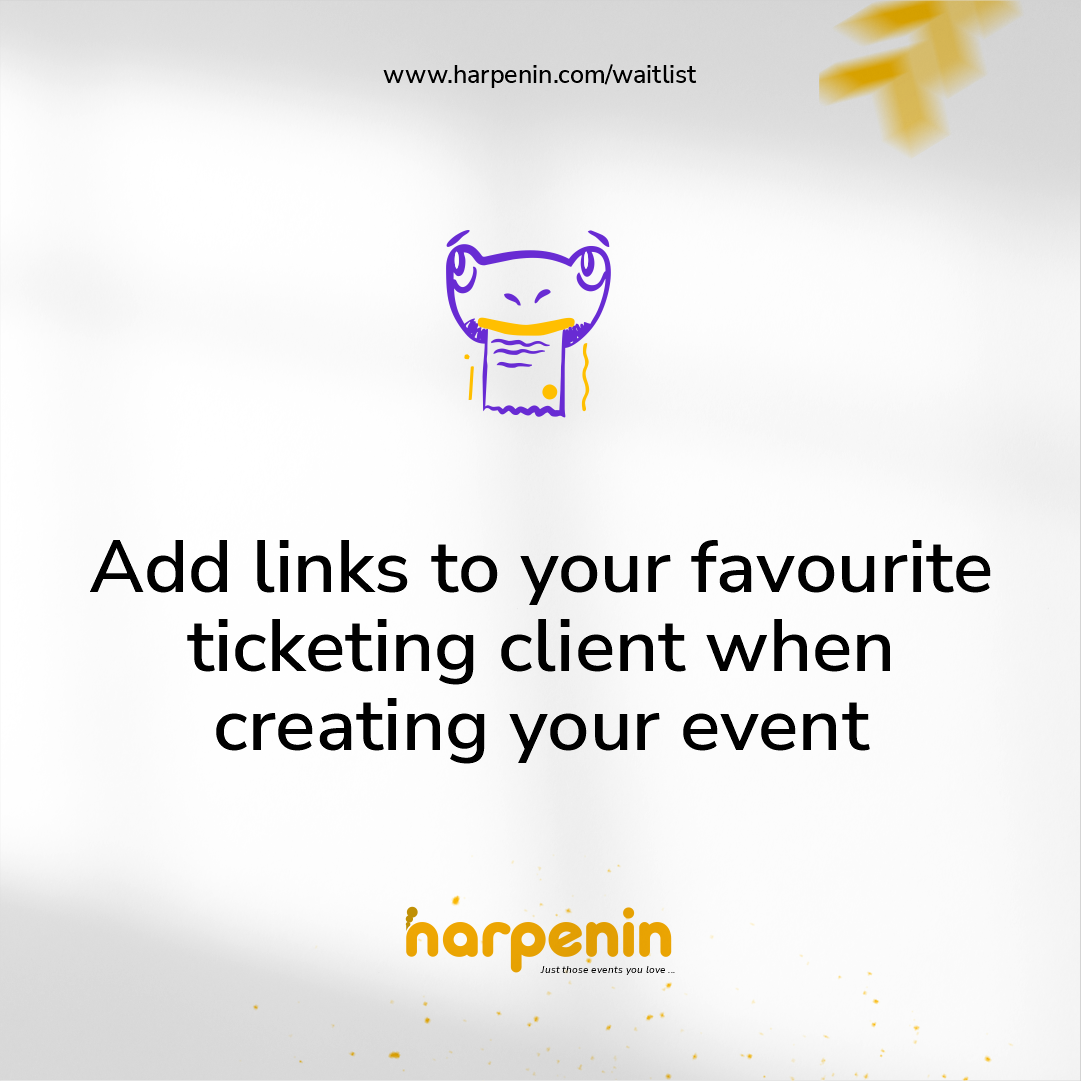 www.harpenin.com/waitlist
Add links to your favourite
ticketing client when
creating your event
harpenin
Just those events you love ...